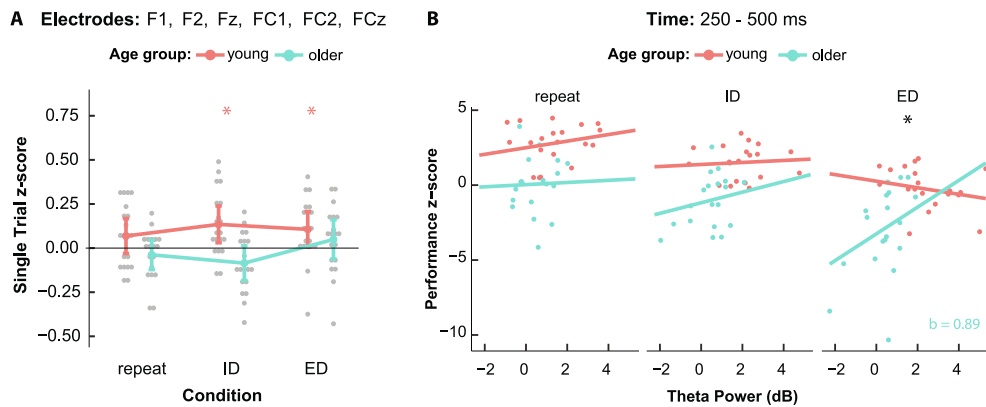 A Electrodes: F1, F2, Fz, FC1, FC2, FCz
Age group: young older
Single Trial z-score
0.75
0.50
0.25
0.00
−0.25
−0.50
* *
repeat ID ED
Condition
B Time: 250 - 500 ms
Age group: young older
repeat ID ED
*
Performance z-score
5
0
−5
−10
b = 0.89
−2 0 2 4 −2 0 2 4 −2 0 2 4
Theta Power (dB)